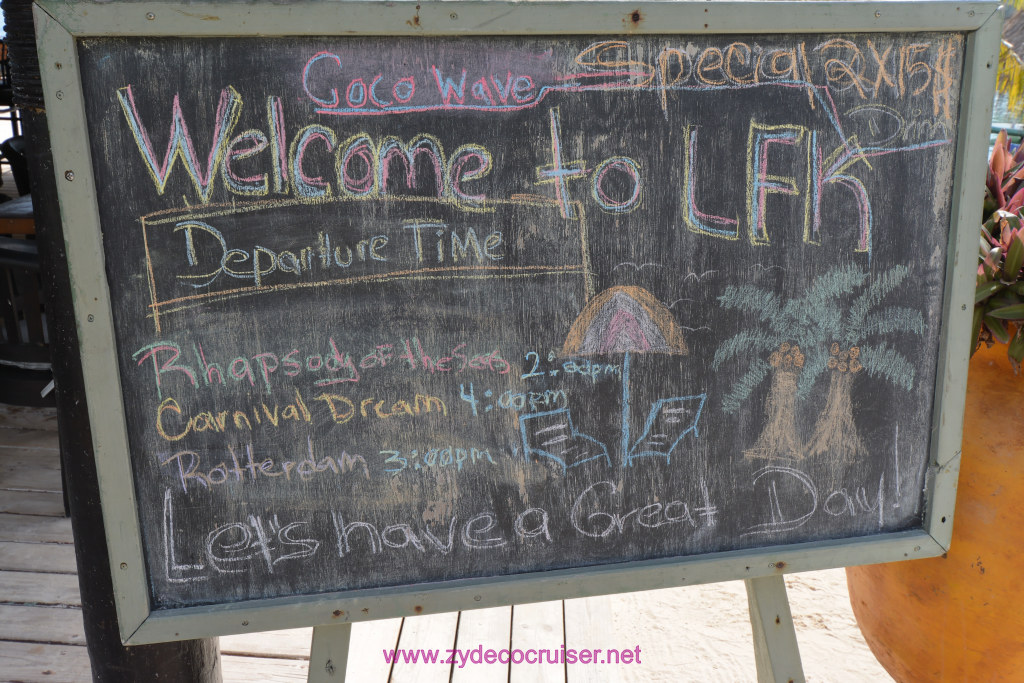 Coco Wave Special 2x15$
Drin
Welcome to LFK
Departure Time
Rhapsody of the Seas 2:00pm
Carnival Dream 4:00pm
Rotterdam 3:00pm
Let's have a Great Day!
www.zydecocruiser.net